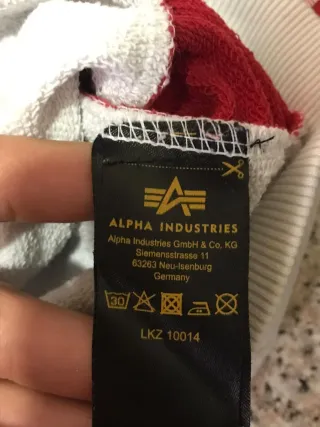 ALPHA INDUSTRIES
Alpha Industries GmbH & Co. KG
Siemensstrasse 11
63263 Neu-Isenburg
Germany
30
LKZ 10014